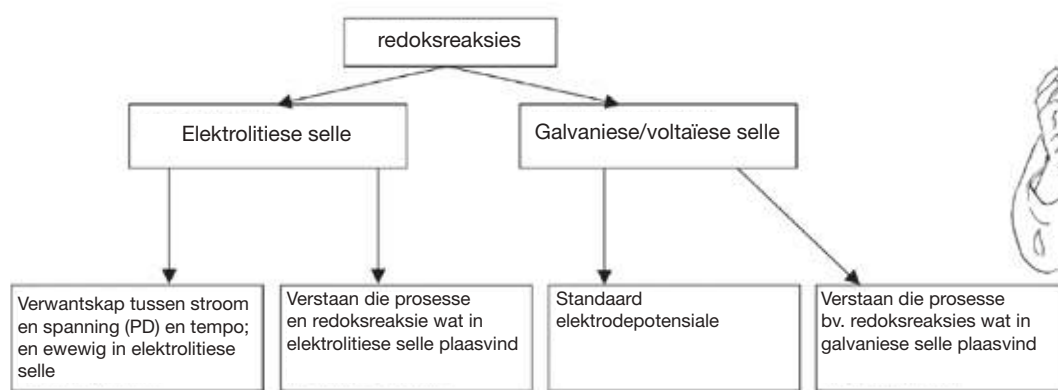 redoksreaksies
Elektrolitiese selle
Galvaniese/voltaïese selle
Verwantskap tussen stroom
en spanning (PD) en tempo;
en ewewig in elektrolitiese
selle
Verstaan die prosesse
en redoksreaksie wat in
elektrolitiese selle plaasvind
Standaard
elektrodepotensiale
Verstaan die prosesse
bv. redoksreaksies wat in
galvaniese selle plaasvind